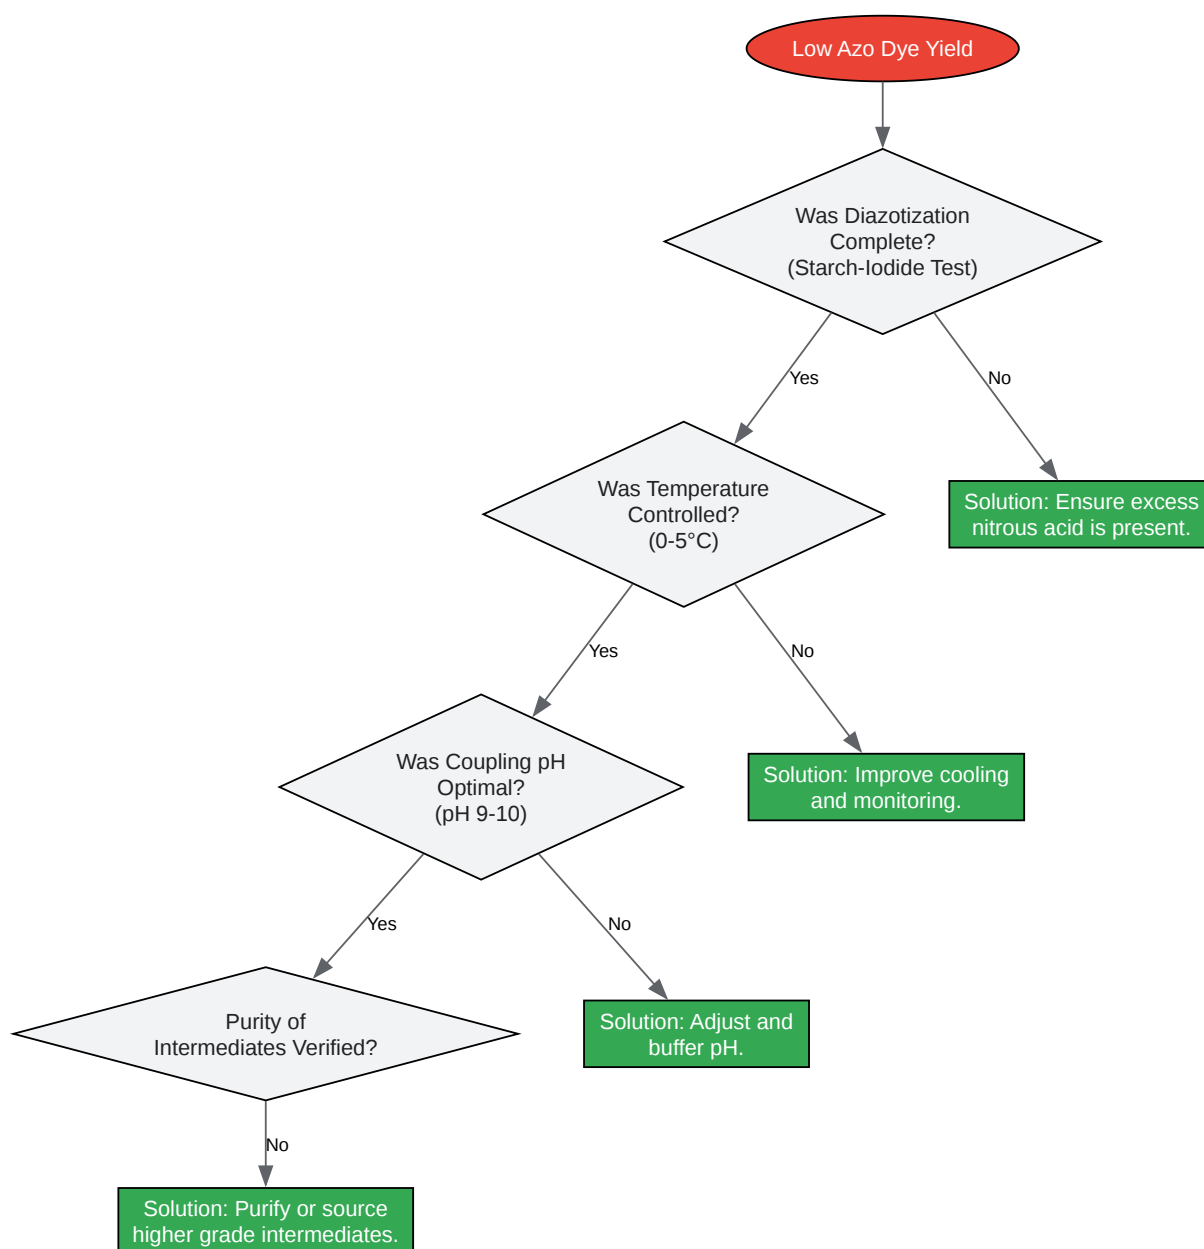 Low Azo Dye Yield
Was Diazotization
Complete?
(Starch-Iodide Test)
Yes
No
Was Temperature
Controlled?
(0-5°C)
Solution: Ensure excess
nitrous acid is present.
Yes
No
Was Coupling pH
Optimal?
(pH 9-10)
Solution: Improve cooling
and monitoring.
Yes
No
Purity of
Intermediates Verified?
Solution: Adjust and
buffer pH.
No
Solution: Purify or source
higher grade intermediates.